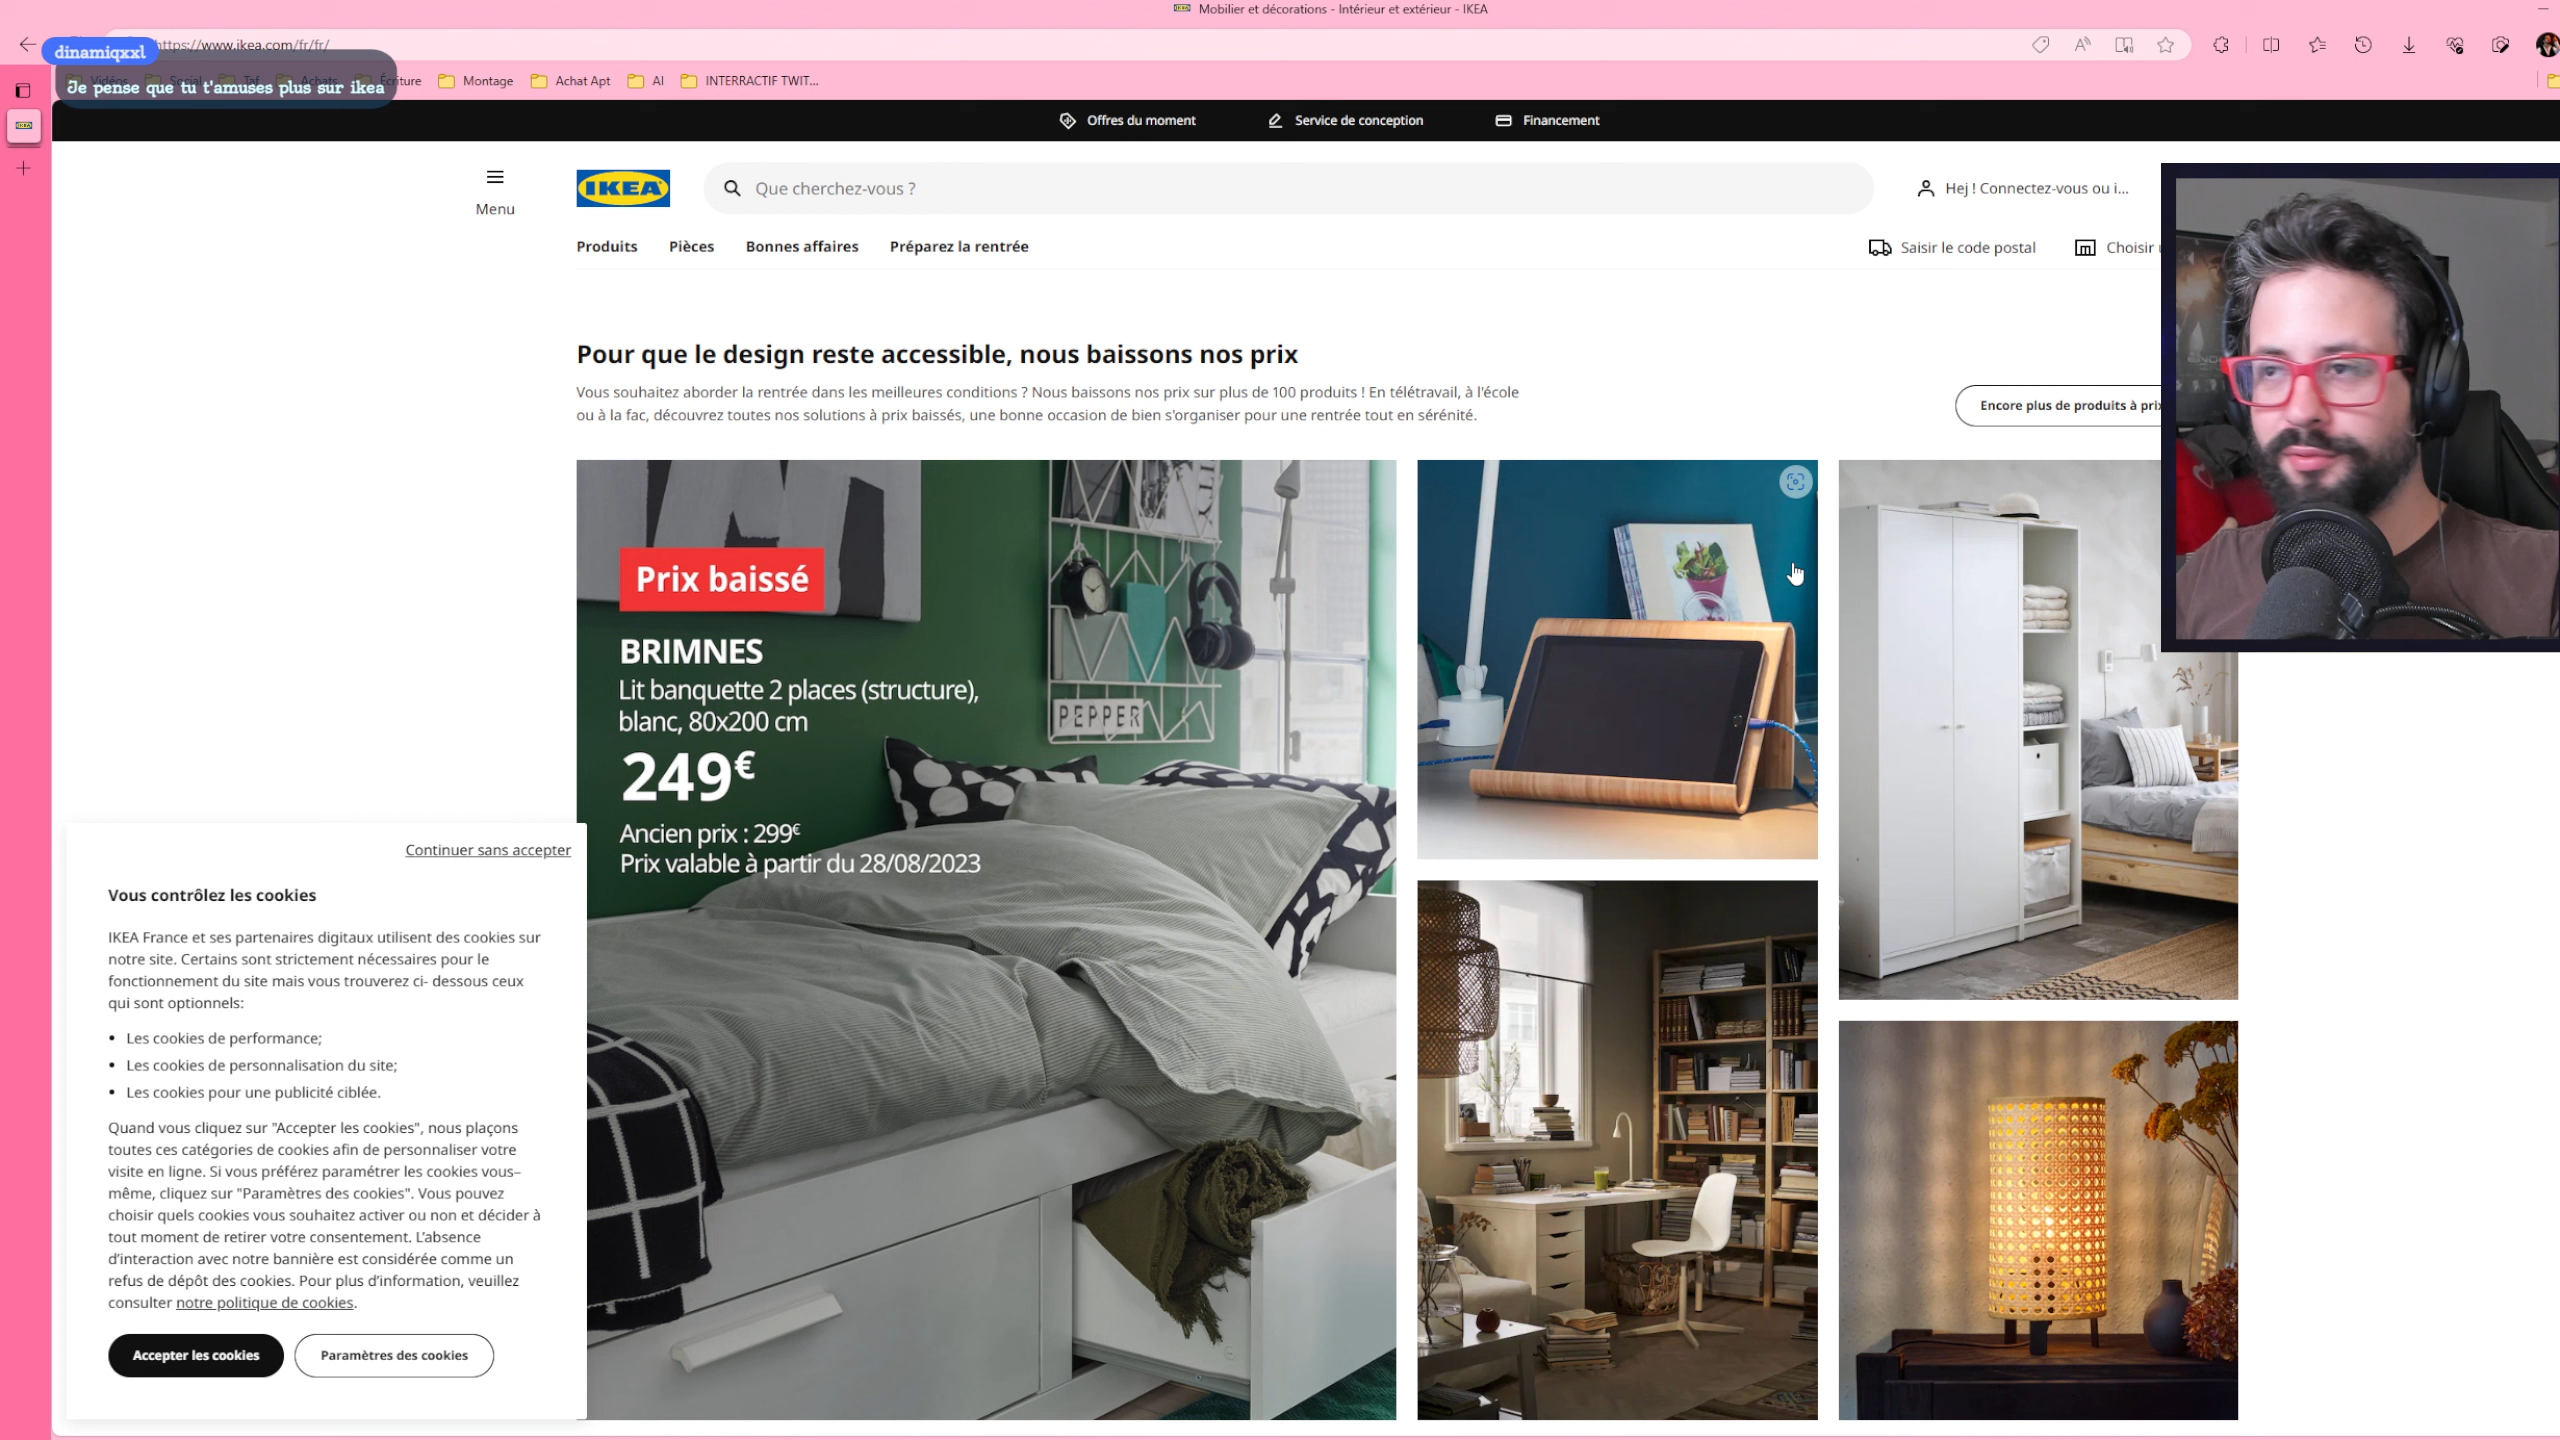 Mobilier et décorations - Intérieur et extérieur - IKEA
https://www.ikea.com/fr/fr/
dinamiqxxl
Je pense que tu t'amuses plus sur ikea
Vidéos
Social
Taf
Achats
Écriture
Montage
Achat Apt
AI
INTERRACTIF TWIT...
Offres du moment
Service de conception
Financement
Menu
IKEA
Que cherchez-vous ?
Hej ! Connectez-vous ou i...
Produits
Pièces
Bonnes affaires
Préparez la rentrée
Saisir le code postal
Choisir
Pour que le design reste accessible, nous baissons nos prix
Vous souhaitez aborder la rentrée dans les meilleures conditions ? Nous baissons nos prix sur plus de 100 produits ! En télétravail, à l'école
ou à la fac, découvrez toutes nos solutions à prix baissés, une bonne occasion de bien s'organiser pour une rentrée tout en sérénité.
Encore plus de produits à prix
Prix baissé
BRIMNES
Lit banquette 2 places (structure),
blanc, 80x200 cm
249€
Ancien prix : 299€
Prix valable à partir du 28/08/2023
PEPPER
Continuer sans accepter
Vous contrôlez les cookies
IKEA France et ses partenaires digitaux utilisent des cookies sur
notre site. Certains sont strictement nécessaires pour le
fonctionnement du site mais vous trouverez ci- dessous ceux
qui sont optionnels:
• Les cookies de performance;
• Les cookies de personnalisation du site;
• Les cookies pour une publicité ciblée.
Quand vous cliquez sur "Accepter les cookies", nous plaçons
toutes ces catégories de cookies afin de personnaliser votre
visite en ligne. Si vous préférez paramétrer les cookies vous-
même, cliquez sur "Paramètres des cookies". Vous pouvez
choisir quels cookies vous souhaitez activer ou non et décider à
tout moment de retirer votre consentement. L'absence
d'interaction avec notre bannière est considérée comme un
refus de dépôt des cookies. Pour plus d'information, veuillez
consulter notre politique de cookies.
Accepter les cookies
Paramètres des cookies